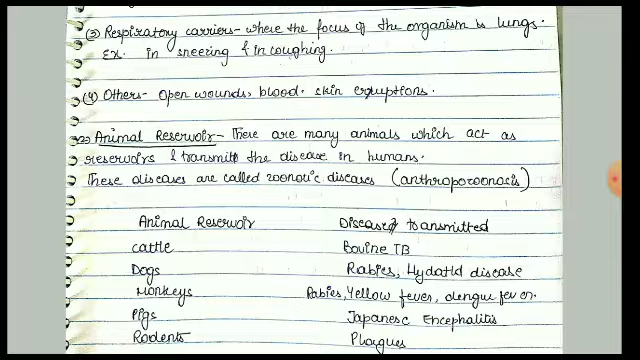 (3) Respiratory carriers- where the focus of the organism is lungs.
Ex. in sneezing & in coughing.
(4) Others- Open wounds, blood. skin eruptions.
(2) Animal Reservoir- There are many animals which act as
reservoirs & transmit the disease in humans.
These diseases are called zoonotic diseases (anthropozoonosis)
Animal Reservoir Diseases transmitted
Cattle Bovine TB
Dogs Rabies, Hydatid disease
Monkeys Rabies, Yellow fever, dengue fever.
Pigs Japanese Encephalitis
Rodents Plagues